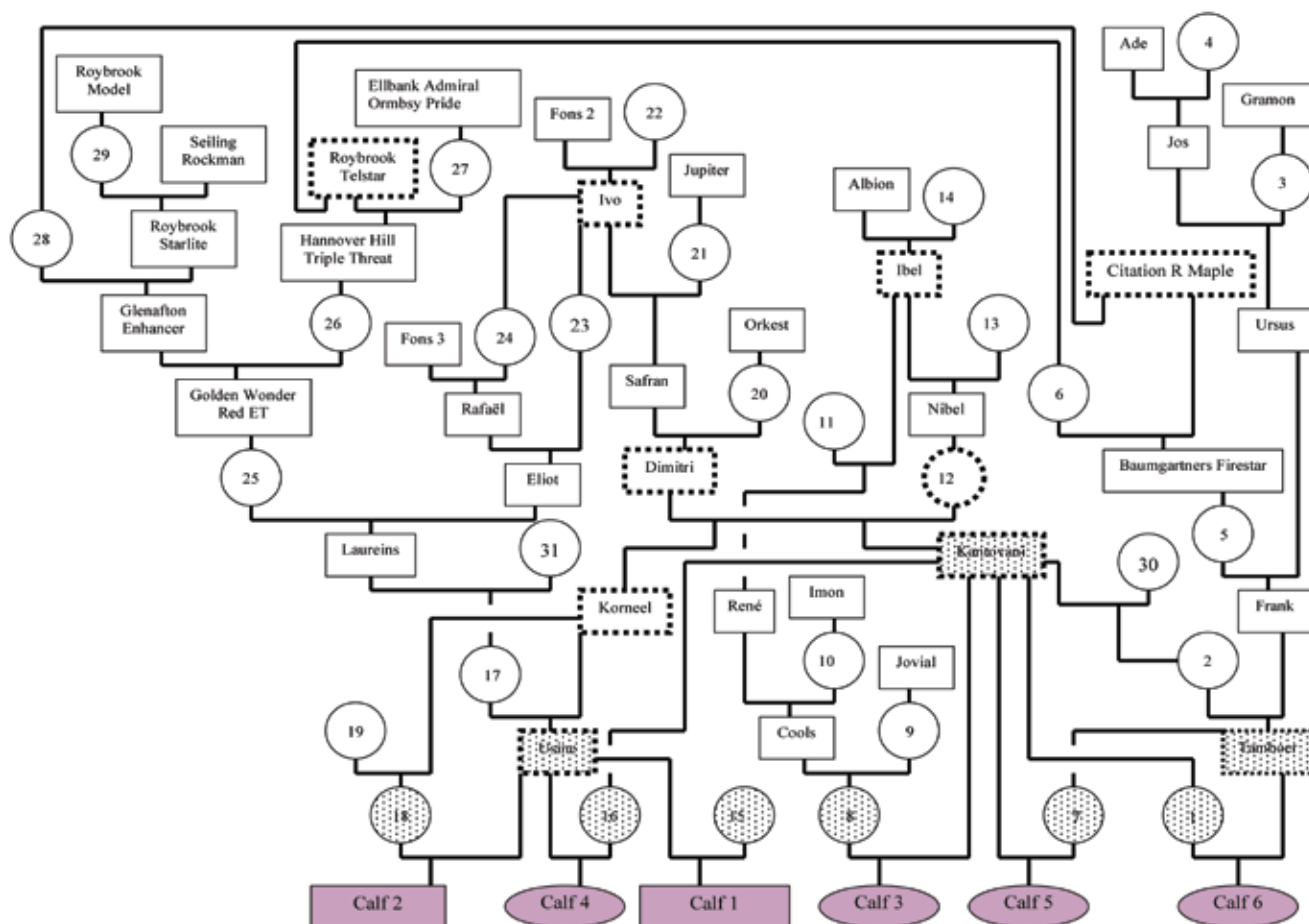 Ade
4
Roybrook
Model
Ellbank Admiral
Ormbsy Pride
Fons 2
22
Gramon
29
Seiling
Rockman
Roybrook
Telstar
27
Jupiter
Jos
Albion
14
3
Ivo
28
Roybrook
Starlite
Hannover Hill
Triple Threat
21
Ibel
Citation R Maple
Glenafton
Enhancer
26
Fons 3
24
23
Orkest
13
Ursus
Safran
Golden Wonder
Red ET
Rafaël
20
11
Nibel
6
25
Eliot
Dimitri
12
Baumgartners Firestar
Laureins
31
Kantovani
30
5
Korneel
René
Imon
Frank
17
10
Jovial
2
19
Usins
Cools
9
Tamboer
18
16
15
8
7
1
Calf 2
Calf 4
Calf 1
Calf 3
Calf 5
Calf 6